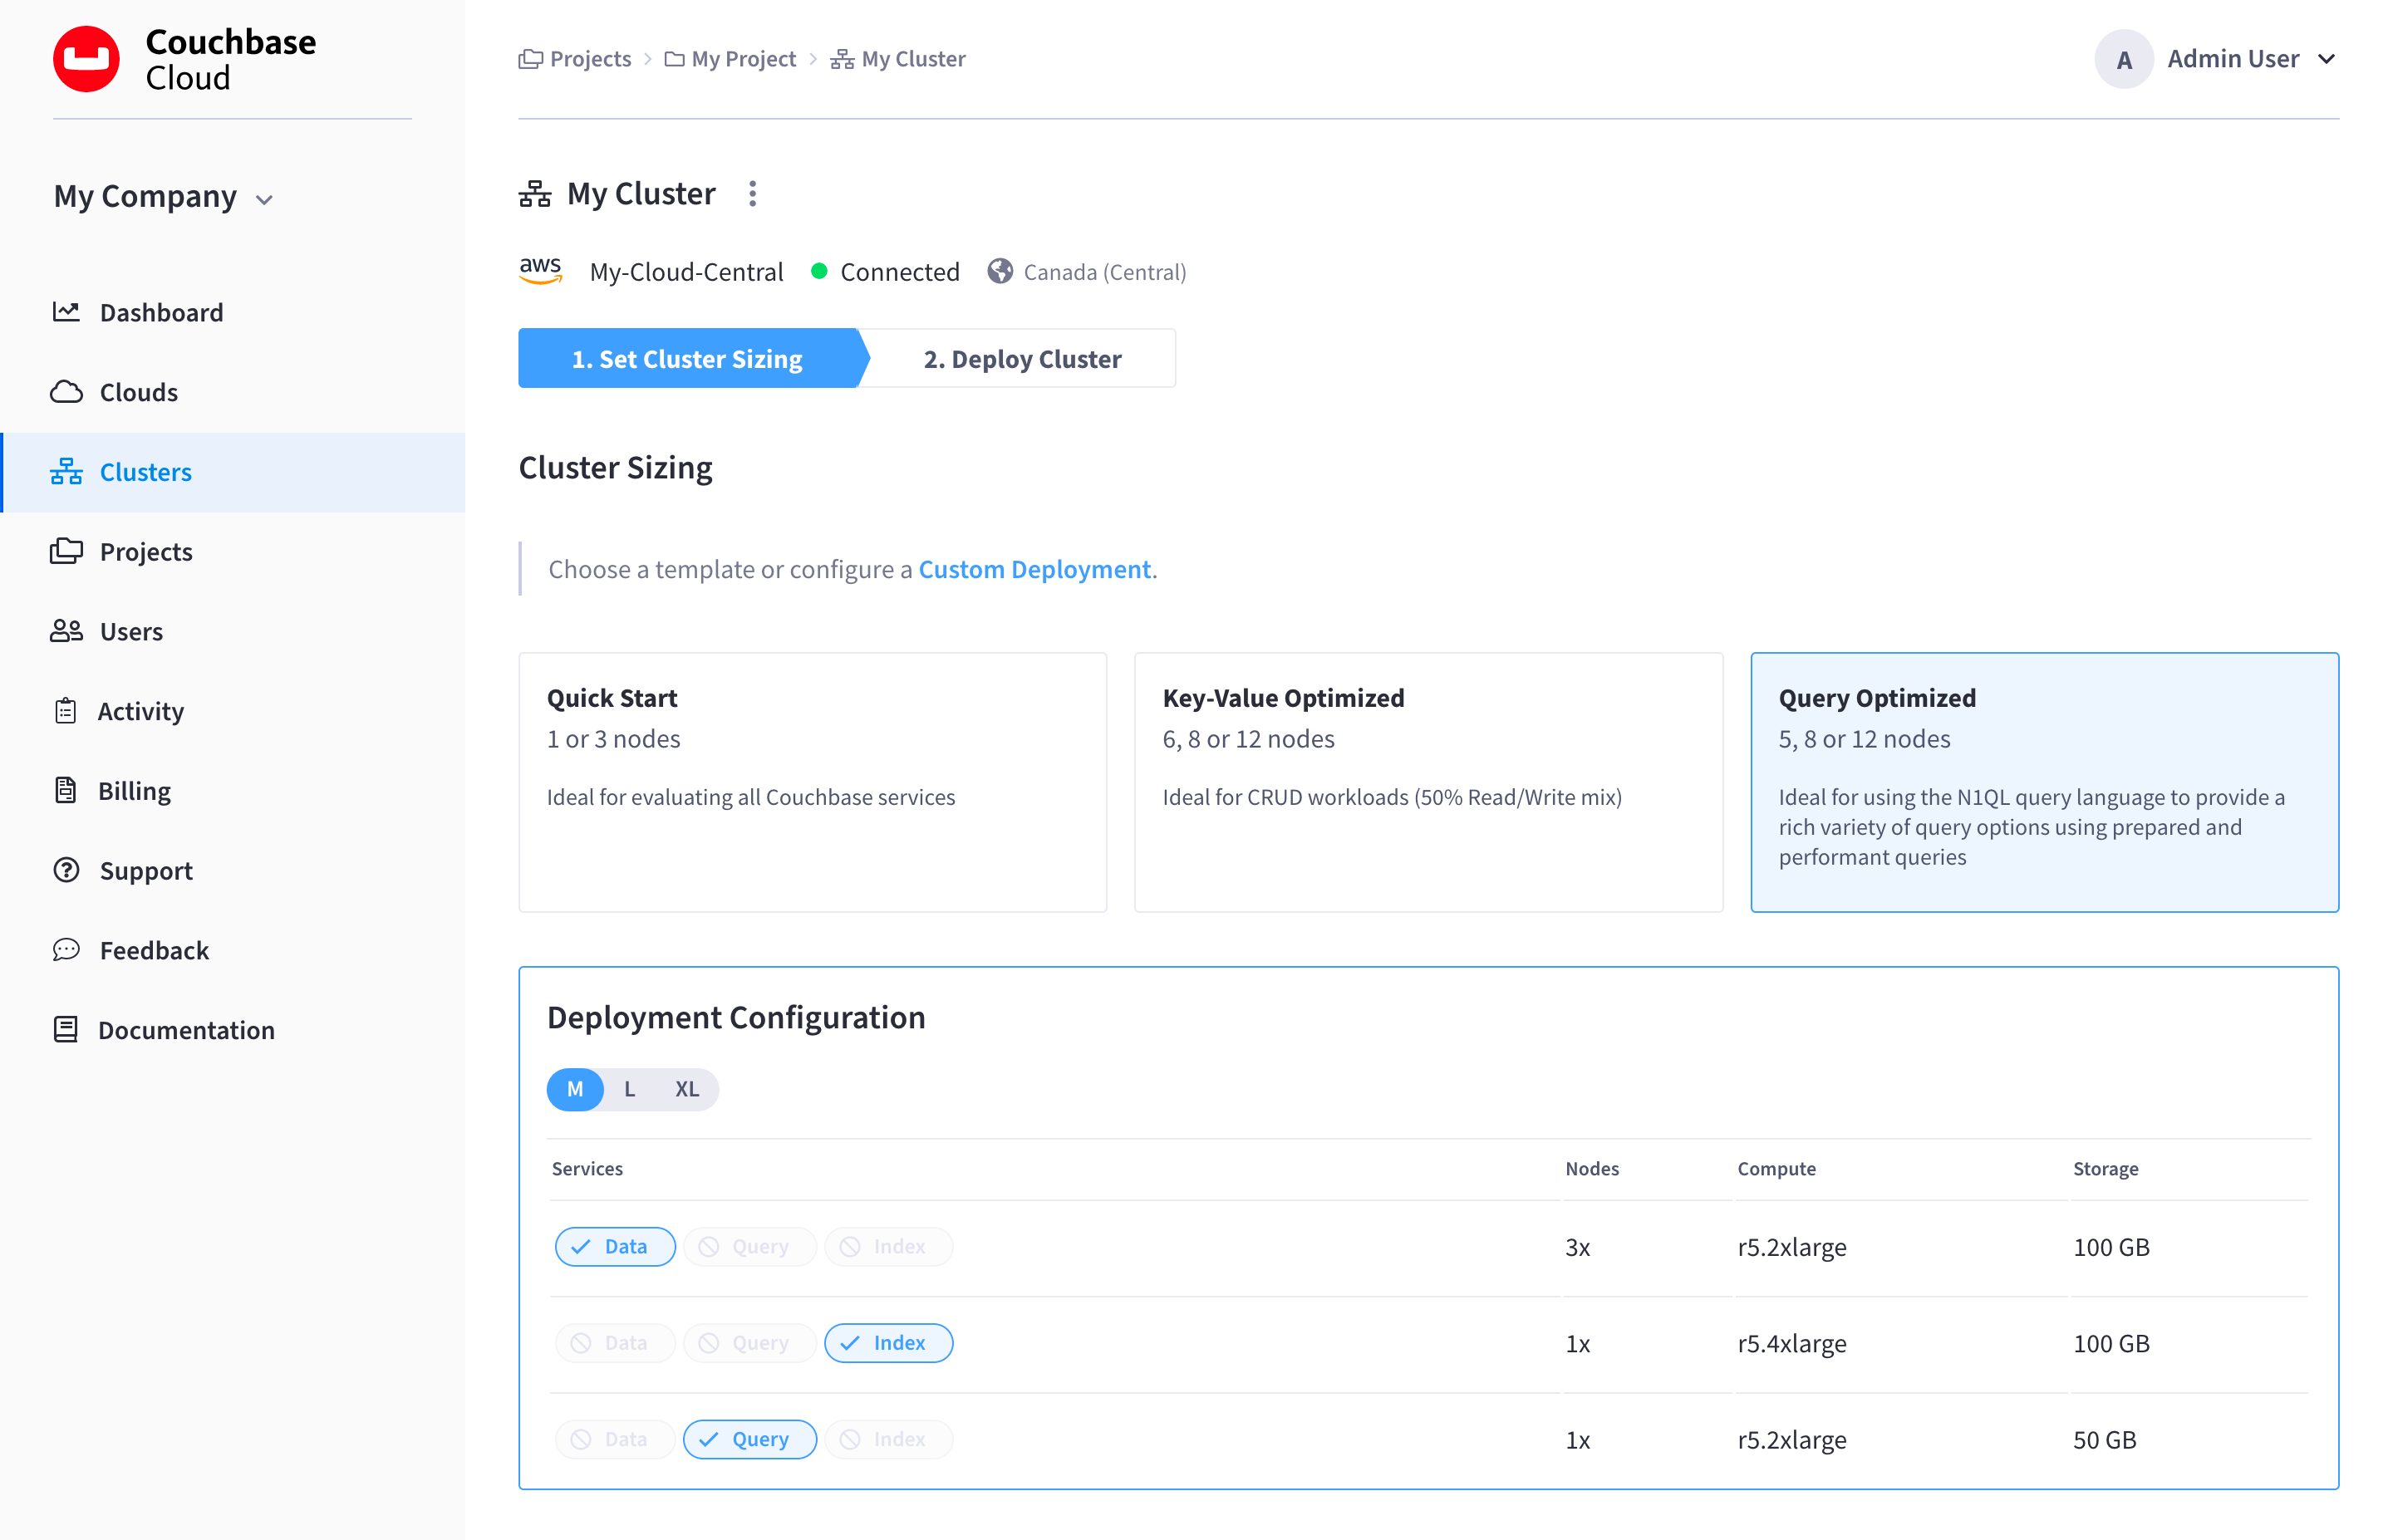 Couchbase
Cloud
My Company
Dashboard
Clouds
Clusters
Projects
Users
Activity
Billing
Support
Feedback
Documentation
Projects > My Project > My Cluster
A Admin User
My Cluster
aws My-Cloud-Central Connected Canada (Central)
1. Set Cluster Sizing 2. Deploy Cluster
Cluster Sizing
Choose a template or configure a Custom Deployment.
Quick Start
1 or 3 nodes
Ideal for evaluating all Couchbase services
Key-Value Optimized
6, 8 or 12 nodes
Ideal for CRUD workloads (50% Read/Write mix)
Query Optimized
5, 8 or 12 nodes
Ideal for using the N1QL query language to provide a
rich variety of query options using prepared and
performant queries
Deployment Configuration
M L XL
Services Nodes Compute Storage
Data Query Index 3x r5.2xlarge 100 GB
Data Query Index 1x r5.4xlarge 100 GB
Data Query Index 1x r5.2xlarge 50 GB